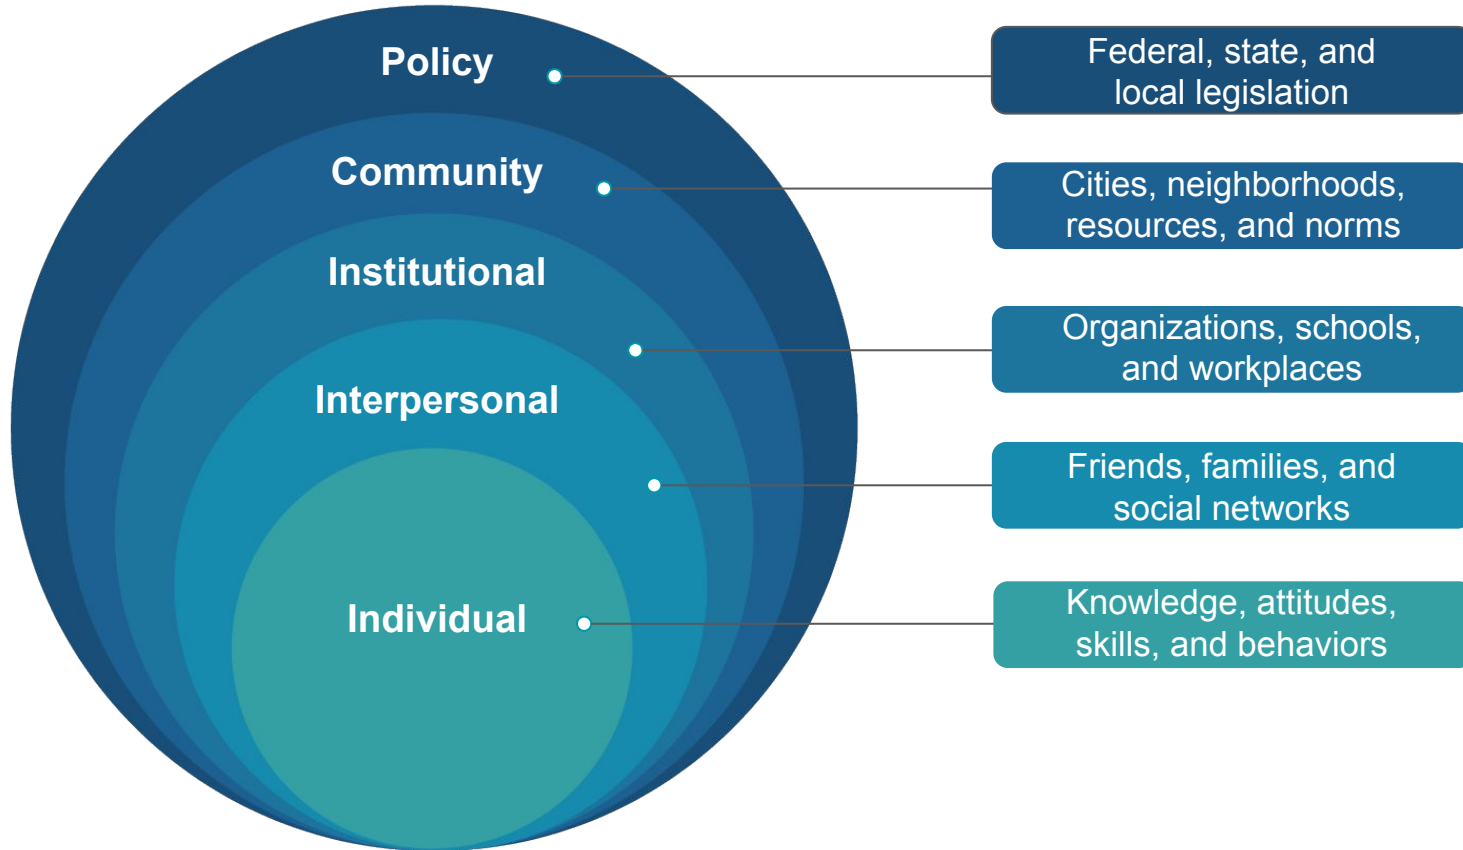 Policy
Federal, state, and
local legislation
Community
Cities, neighborhoods,
resources, and norms
Institutional
Organizations, schools,
and workplaces
Interpersonal
Friends, families, and
social networks
Individual
Knowledge, attitudes,
skills, and behaviors